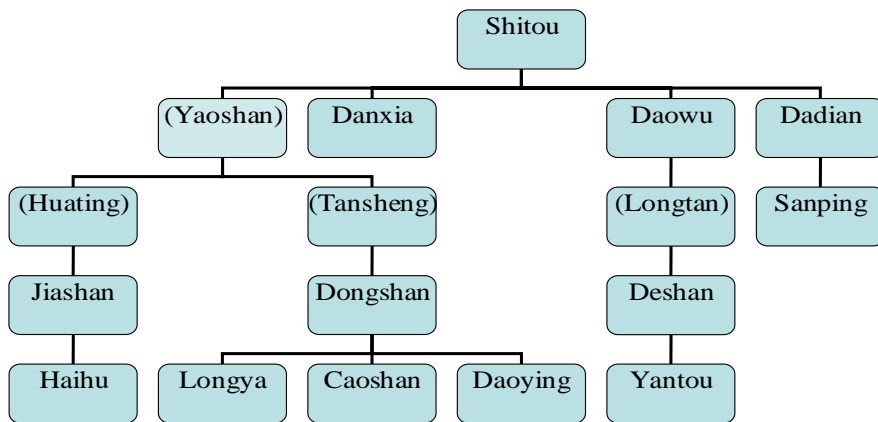 Shitou
(Yaoshan)
Danxia
Daowu
Dadian
(Huating)
(Tansheng)
(Longtan)
Sanping
Jiashan
Dongshan
Deshan
Haihu
Longya
Caoshan
Daoying
Yantou